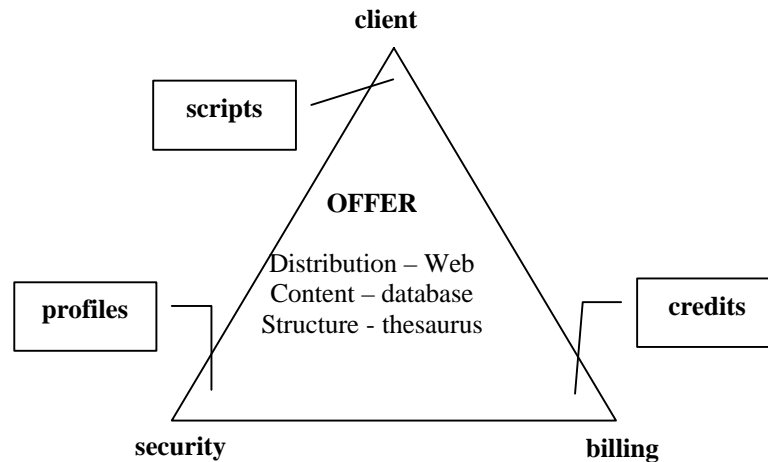 client
scripts
OFFER
Distribution – Web
Content – database
Structure - thesaurus
profiles
credits
security
billing